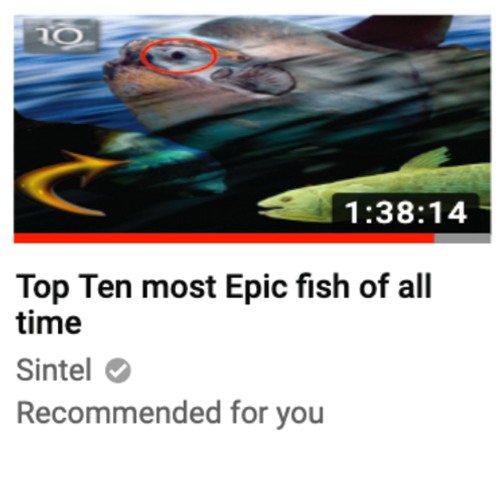 10
1:38:14
Top Ten most Epic fish of all
time
Sintel
Recommended for you